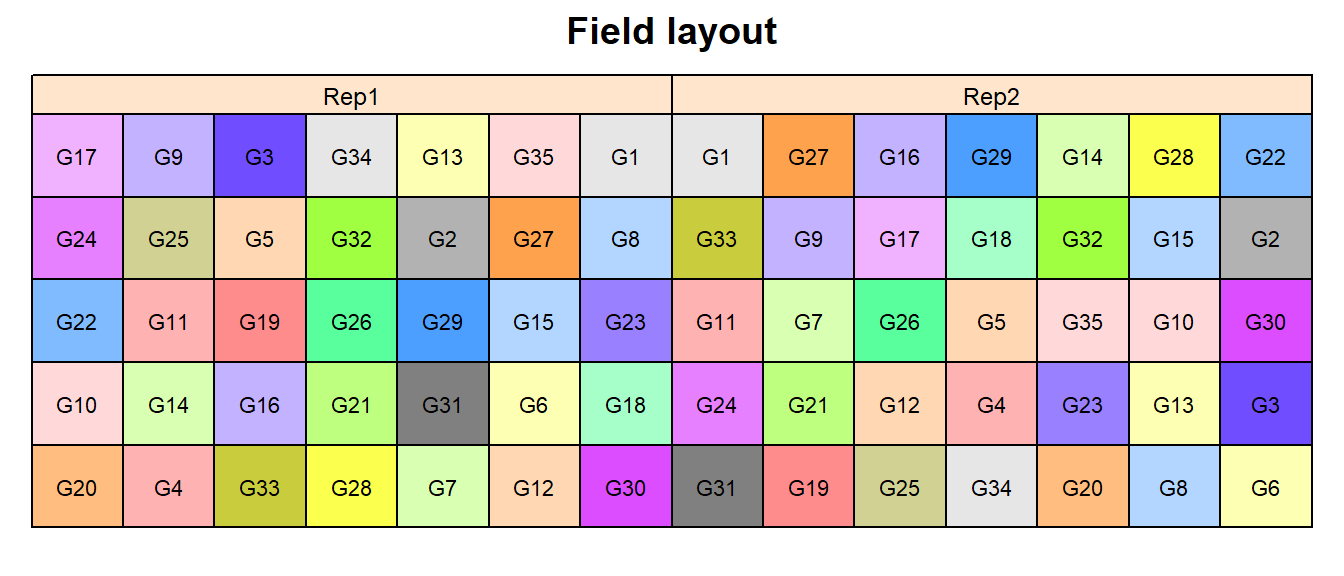 Field layout
Rep1 Rep2
G17 G9 G3 G34 G13 G35 G1 G1 G27 G16 G29 G14 G28 G22
G24 G25 G5 G32 G2 G27 G8 G33 G9 G17 G18 G32 G15 G2
G22 G11 G19 G26 G29 G15 G23 G11 G7 G26 G5 G35 G10 G30
G10 G14 G16 G21 G31 G6 G18 G24 G21 G12 G4 G23 G13 G3
G20 G4 G33 G28 G7 G12 G30 G31 G19 G25 G34 G20 G8 G6